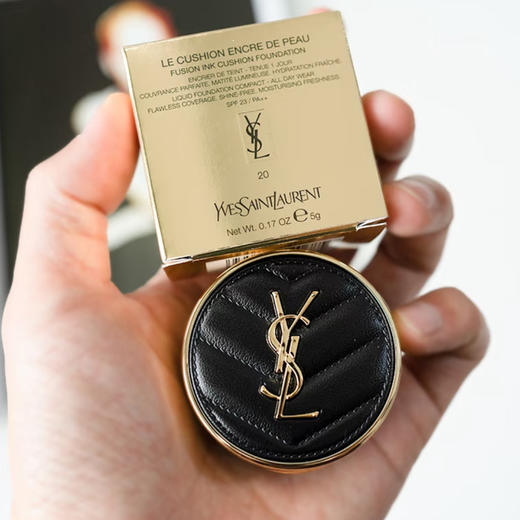 LE CUSHION ENCRE DE PEAU
FUSION INK CUSHION FOUNDATION
ENCRIER DE TEINT - TENUE 1 JOUR
COUVRANCE PARFAITE, MATITÉ LUMINEUSE. HYDRATATION FRAÎCHE
LIQUID FOUNDATION COMPACT - ALL DAY WEAR
FLAWLESS COVERAGE. SHINE-FREE. MOISTURISING FRESHNESS.
SPF 23 / PA++
YSL
20
YVESSAINTLAURENT
Net Wt. 0.17 OZ e 5g
YSL